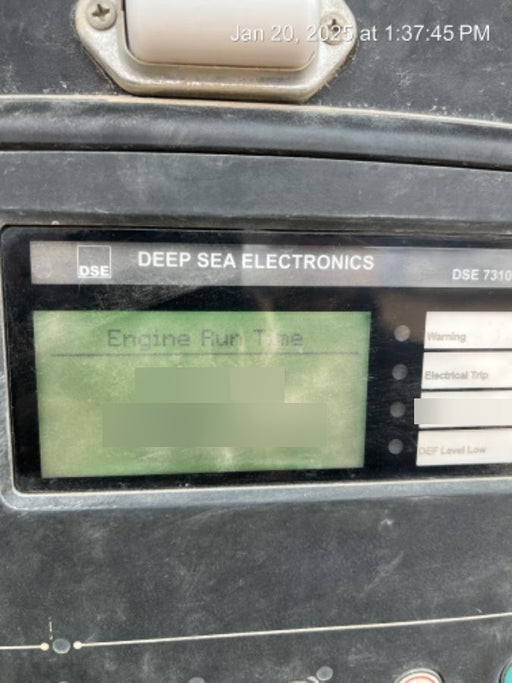 Jan 20, 2025 at 1:37:45 PM
DSE
DEEP SEA ELECTRONICS
DSE 7310
Engine Run Time
Warning
Electrical Trip
DEF Level Low